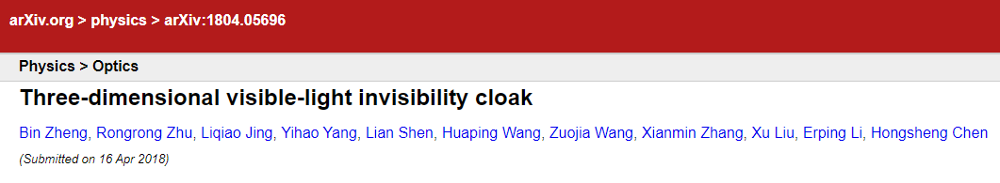 arXiv.org > physics > arXiv:1804.05696
Physics > Optics
Three-dimensional visible-light invisibility cloak
Bin Zheng, Rongrong Zhu, Liqiao Jing, Yihao Yang, Lian Shen, Huaping Wang, Zuojia Wang, Xianmin Zhang, Xu Liu, Erping Li, Hongsheng Chen
(Submitted on 16 Apr 2018)